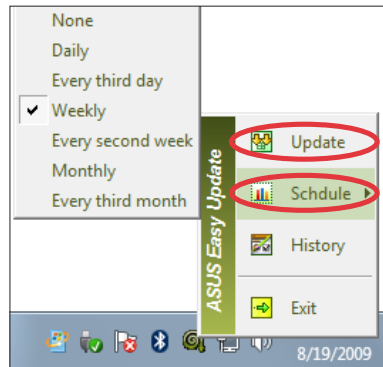 None
Daily
Every third day
Weekly
Every second week
Monthly
Every third month
ASUS Easy Update
Update
Schdule
History
Exit
8/19/2009